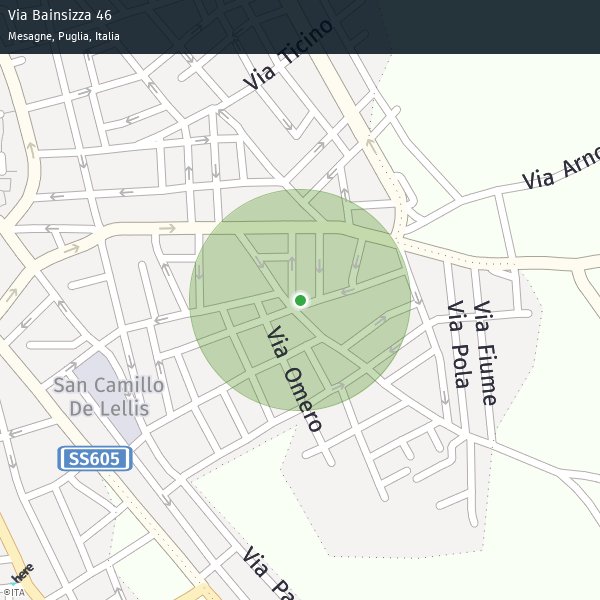 Via Bainsizza 46
Mesagne, Puglia, Italia
Via Ticino
Via Arno
Via Pola
Via Fiume
Via Omero
San Camillo
De Lellis
SS605
Via Pa
here
©ITA